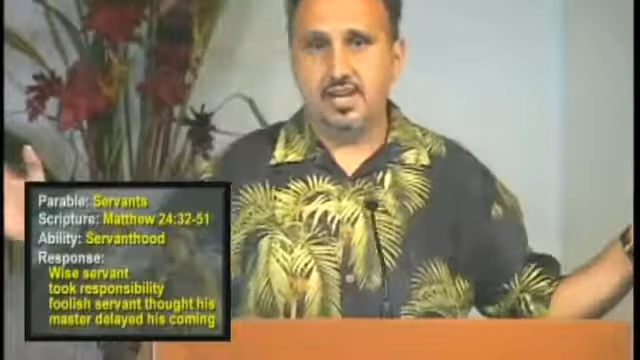 Parable: Servants
Scripture: Matthew 24:32-51
Ability: Servanthood
Response:
Wise servant
took responsibility
foolish servant thought his
master delayed his coming